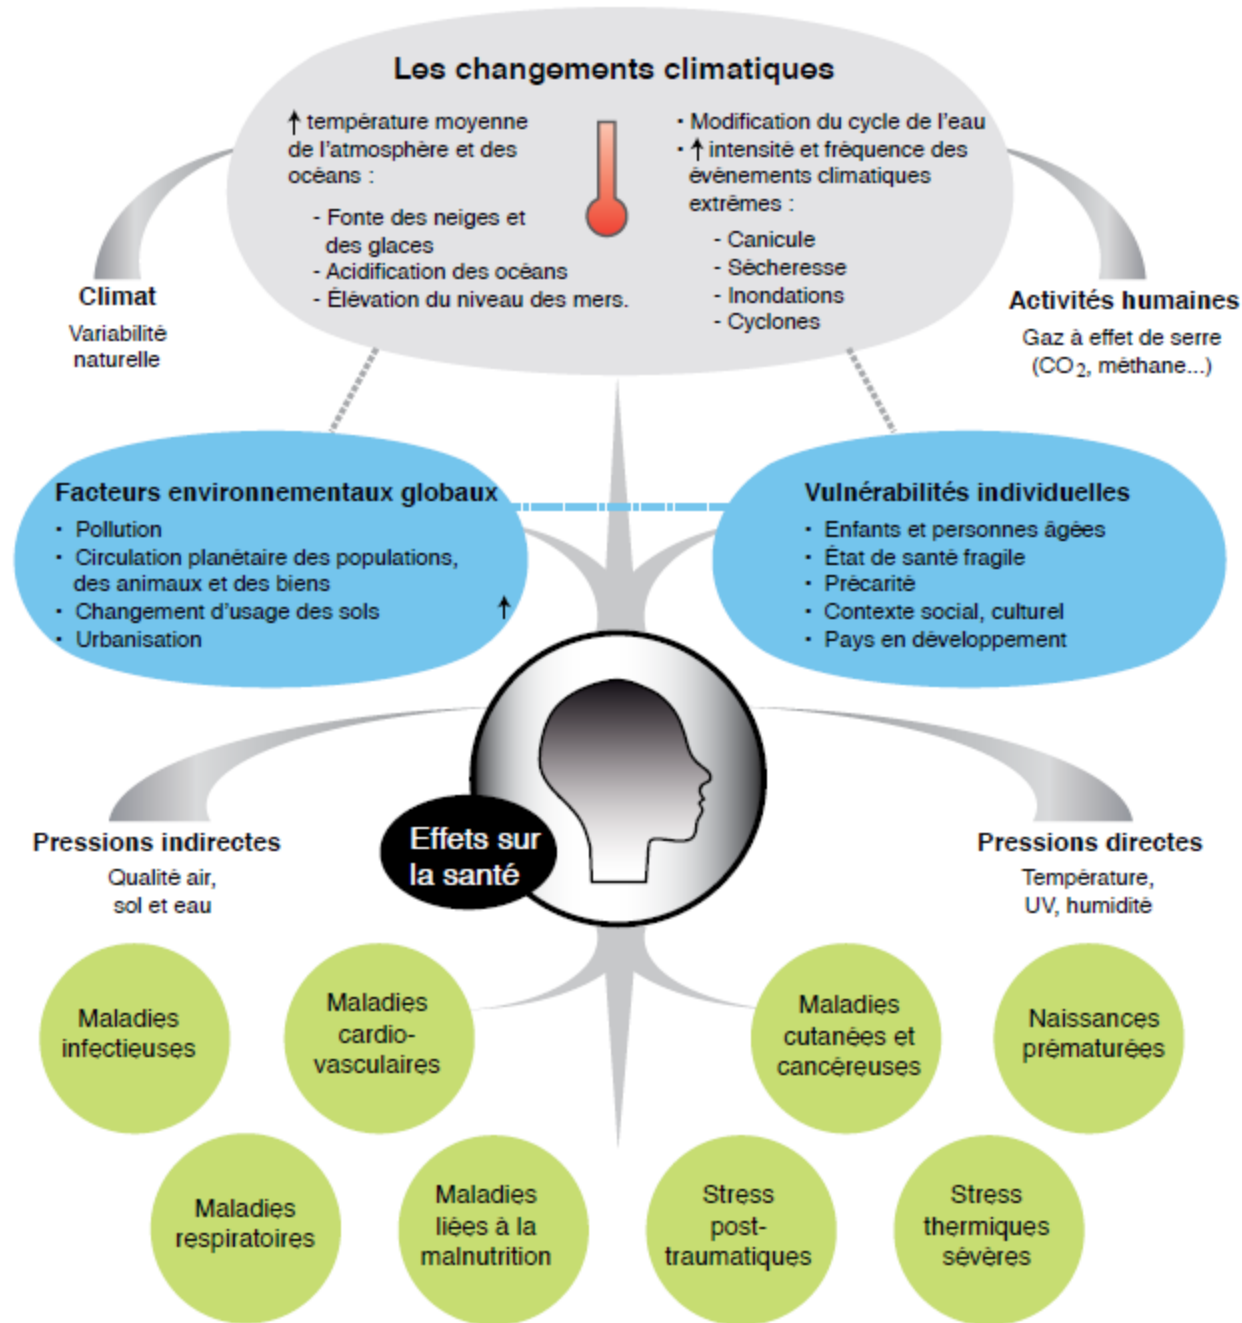 Les changements climatiques
↑ température moyenne
de l'atmosphère et des
océans :
- Fonte des neiges et
des glaces
- Acidification des océans
- Élévation du niveau des mers.
• Modification du cycle de l'eau
• ↑ intensité et fréquence des
événements climatiques
extrêmes :
- Canicule
- Sécheresse
- Inondations
- Cyclones
Climat
Variabilité
naturelle
Activités humaines
Gaz à effet de serre
(CO2, méthane...)
Facteurs environnementaux globaux
• Pollution
• Circulation planétaire des populations,
des animaux et des biens
• Changement d'usage des sols ↑
• Urbanisation
Vulnérabilités individuelles
• Enfants et personnes âgées
• État de santé fragile
• Précarité
• Contexte social, culturel
• Pays en développement
Effets sur
la santé
Pressions indirectes
Qualité air,
sol et eau
Pressions directes
Température,
UV, humidité
Maladies
infectieuses
Maladies
cardio-
vasculaires
Maladies
cutanées et
cancéreuses
Naissances
prématurées
Maladies
respiratoires
Maladies
liées à la
malnutrition
Stress
post-
traumatiques
Stress
thermiques
sévères